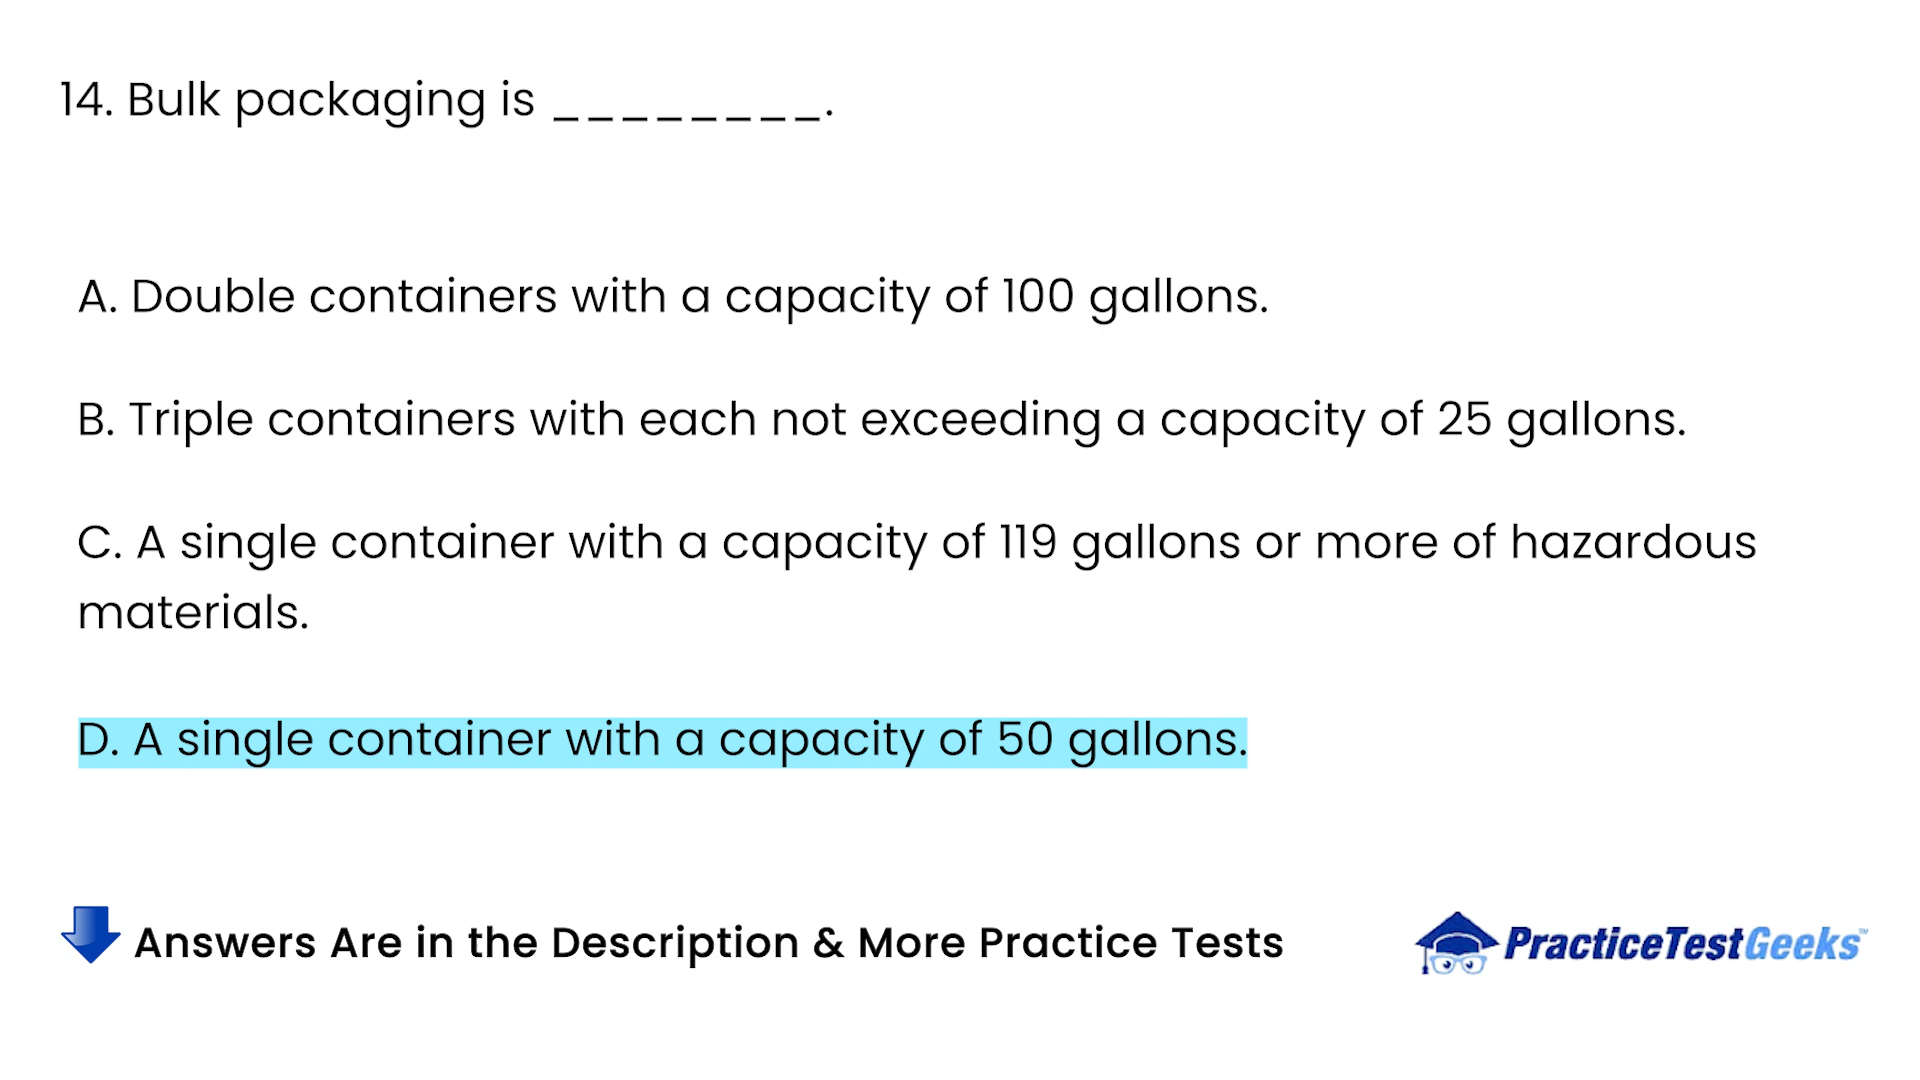 14. Bulk packaging is ________.
A. Double containers with a capacity of 100 gallons.
B. Triple containers with each not exceeding a capacity of 25 gallons.
C. A single container with a capacity of 119 gallons or more of hazardous
materials.
D. A single container with a capacity of 50 gallons.
Answers Are in the Description & More Practice Tests
PracticeTestGeeks™